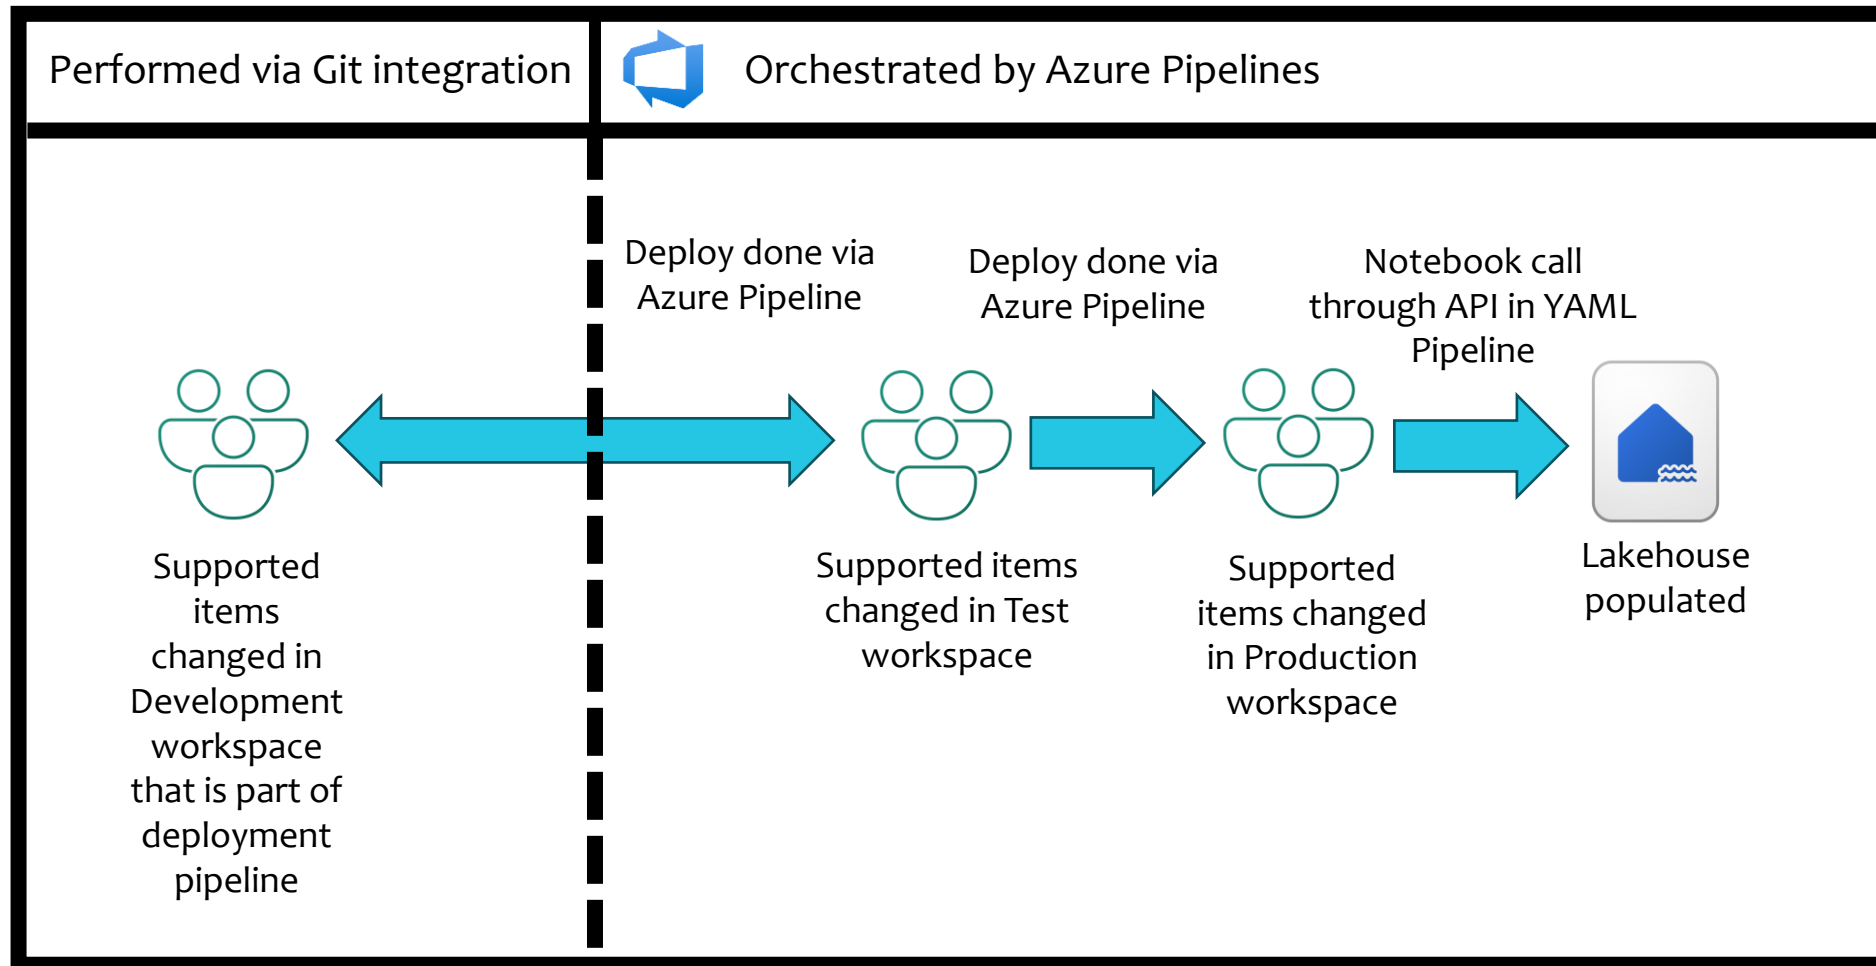 Performed via Git integration
Orchestrated by Azure Pipelines
Deploy done via
Azure Pipeline
Deploy done via
Azure Pipeline
Notebook call
through API in YAML
Pipeline
Supported
items
changed in
Development
workspace
that is part of
deployment
pipeline
Supported items
changed in Test
workspace
Supported
items changed
in Production
workspace
Lakehouse
populated